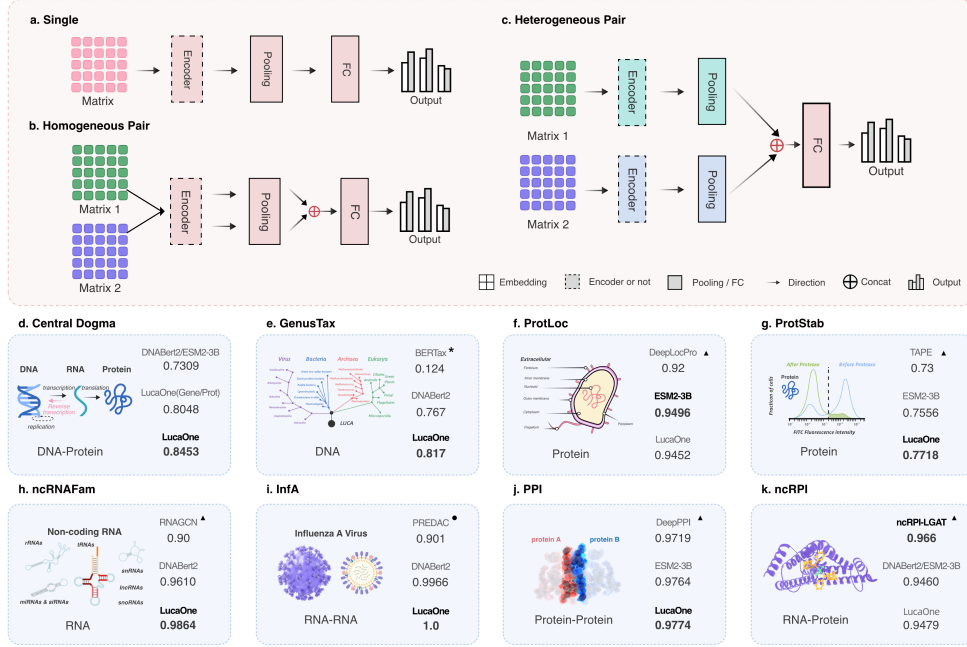 a. Single
Matrix
Encoder
Pooling
FC
Output
b. Homogeneous Pair
Matrix 1
Matrix 2
Encoder
Pooling
FC
Output
c. Heterogeneous Pair
Matrix 1
Encoder
Pooling
Matrix 2
Encoder
Pooling
FC
Output
Embedding
Encoder or not
Pooling / FC
Direction
Concat
Output
d. Central Dogma
DNA
RNA
Protein
transcription
translation
Reverse
transcription
replication
DNA-Protein
DNABert2/ESM2-3B
0.7309
LucaOne(Gene/Prot)
0.8048
LucaOne
0.8453
e. GenusTax
Virus
Bacteria
Archaea
Eukarya
LUCA
DNA
BERTax *
0.124
DNABert2
0.767
LucaOne
0.817
f. ProtLoc
Extracellular
Protein
DeepLocPro ▲
0.92
ESM2-3B
0.9496
LucaOne
0.9452
g. ProtStab
After Protease
Before Protease
Protein
Fraction of cells
FITC Fluorescence Intensity
Protein
TAPE ▲
0.73
ESM2-3B
0.7556
LucaOne
0.7718
h. ncRNAFam
Non-coding RNA
rRNAs
tRNAs
snRNAs
lncRNAs
miRNAs & siRNAs
snoRNAs
RNA
RNAGCN ▲
0.90
DNABert2
0.9610
LucaOne
0.9864
i. InfA
Influenza A Virus
RNA-RNA
PREDAC ●
0.901
DNABert2
0.9966
LucaOne
1.0
j. PPI
protein A
protein B
Protein-Protein
DeepPPI ▲
0.9719
ESM2-3B
0.9764
LucaOne
0.9774
k. ncRPI
RNA-Protein
ncRPI-LGAT ▲
0.966
DNABert2/ESM2-3B
0.9460
LucaOne
0.9479